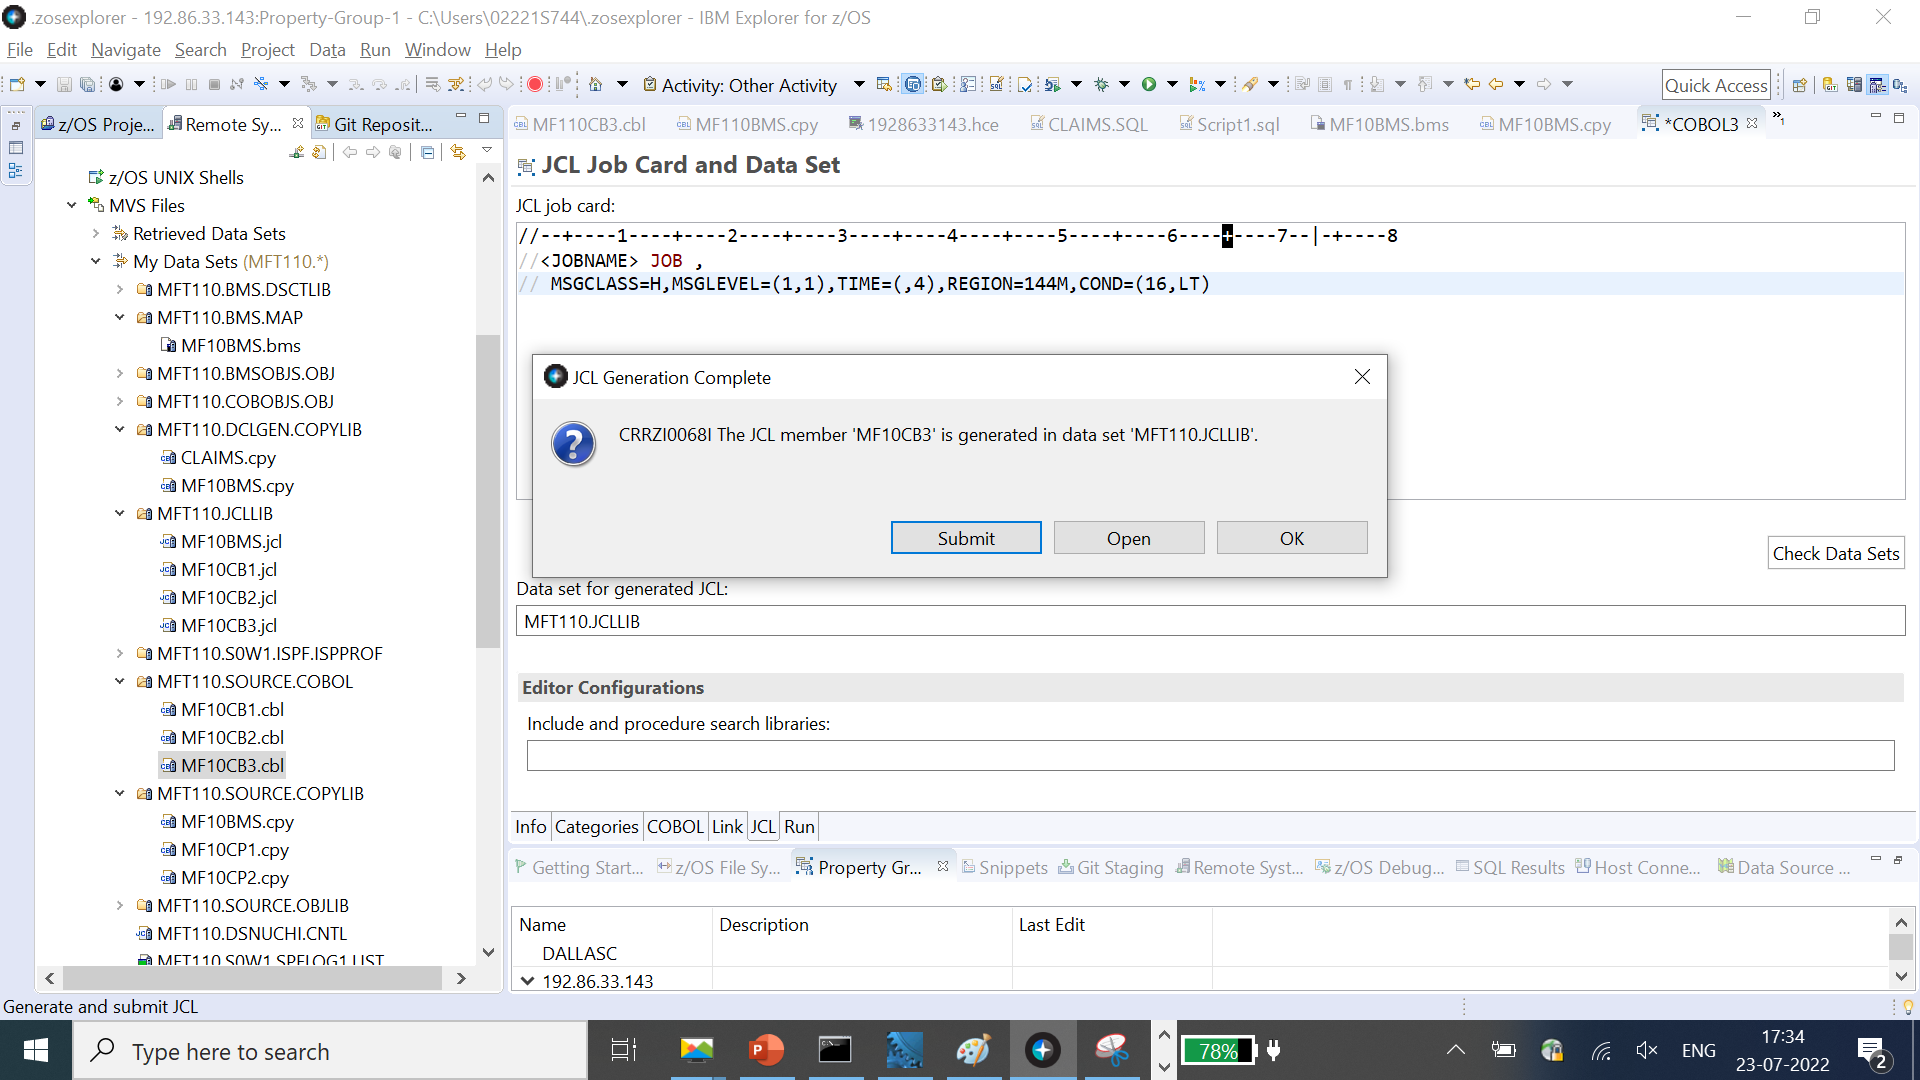 .zosexplorer - 192.86.33.143:Property-Group-1 - C:\Users\02221S744\.zosexplorer - IBM Explorer for z/OS
File Edit Navigate Search Project Data Run Window Help
Activity: Other Activity
Quick Access
z/OS Proje...
Remote Sy...
Git Reposit...
MF110CB3.cbl
MF110BMS.cpy
1928633143.hce
CLAIMS.SQL
Script1.sql
MF10BMS.bms
MF10BMS.cpy
*COBOL3
»1
z/OS UNIX Shells
MVS Files
Retrieved Data Sets
My Data Sets (MFT110.*)
MFT110.BMS.DSCTLIB
MFT110.BMS.MAP
MF10BMS.bms
MFT110.BMSOBJS.OBJ
MFT110.COBOBJS.OBJ
MFT110.DCLGEN.COPYLIB
CLAIMS.cpy
MF10BMS.cpy
MFT110.JCLLIB
MF10BMS.jcl
MF10CB1.jcl
MF10CB2.jcl
MF10CB3.jcl
MFT110.S0W1.ISPF.ISPPROF
MFT110.SOURCE.COBOL
MF10CB1.cbl
MF10CB2.cbl
MF10CB3.cbl
MFT110.SOURCE.COPYLIB
MF10BMS.cpy
MF10CP1.cpy
MF10CP2.cpy
MFT110.SOURCE.OBJLIB
MFT110.DSNUCHI.CNTL
MFT110.S0W1.SPFLOG1.LIST
JCL Job Card and Data Set
JCL job card:
//--+----1----+----2----+----3----+----4----+----5----+----6----+----7--|-+----8
//<JOBNAME> JOB ,
// MSGCLASS=H,MSGLEVEL=(1,1),TIME=(,4),REGION=144M,COND=(16,LT)
JCL Generation Complete
CRRZI0068I The JCL member 'MF10CB3' is generated in data set 'MFT110.JCLLIB'.
Submit
Open
OK
Check Data Sets
Data set for generated JCL:
MFT110.JCLLIB
Editor Configurations
Include and procedure search libraries:
Info Categories COBOL Link JCL Run
Getting Start...
z/OS File Sy...
Property Gr...
Snippets
Git Staging
Remote Syst...
z/OS Debug...
SQL Results
Host Conne...
Data Source ...
Name Description Last Edit
DALLASC
192.86.33.143
Generate and submit JCL
Type here to search
78%
ENG
17:34
23-07-2022
2